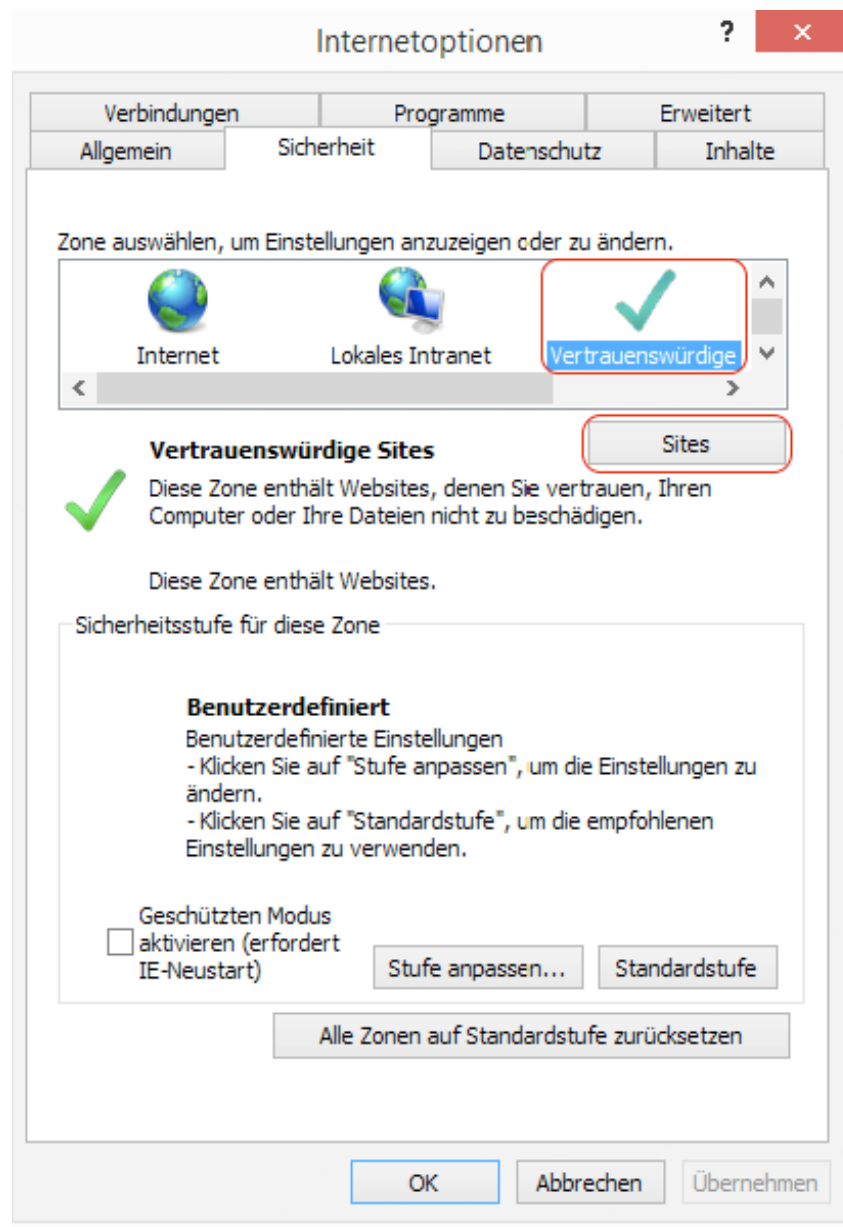 Internetoptionen ?
Verbindungen Programme Erweitert
Allgemein Sicherheit Datenschutz Inhalte
Zone auswählen, um Einstellungen anzuzeigen oder zu ändern.
Internet Lokales Intranet Vertrauenswürdige
Sites
Vertrauenswürdige Sites
Diese Zone enthält Websites, denen Sie vertrauen, Ihren
Computer oder Ihre Dateien nicht zu beschädigen.
Diese Zone enthält Websites.
Sicherheitsstufe für diese Zone
Benutzerdefiniert
Benutzerdefinierte Einstellungen
- Klicken Sie auf "Stufe anpassen", um die Einstellungen zu
ändern.
- Klicken Sie auf "Standardstufe", um die empfohlenen
Einstellungen zu verwenden.
Geschützten Modus
aktivieren (erfordert
IE-Neustart)
Stufe anpassen... Standardstufe
Alle Zonen auf Standardstufe zurücksetzen
OK Abbrechen Übernehmen